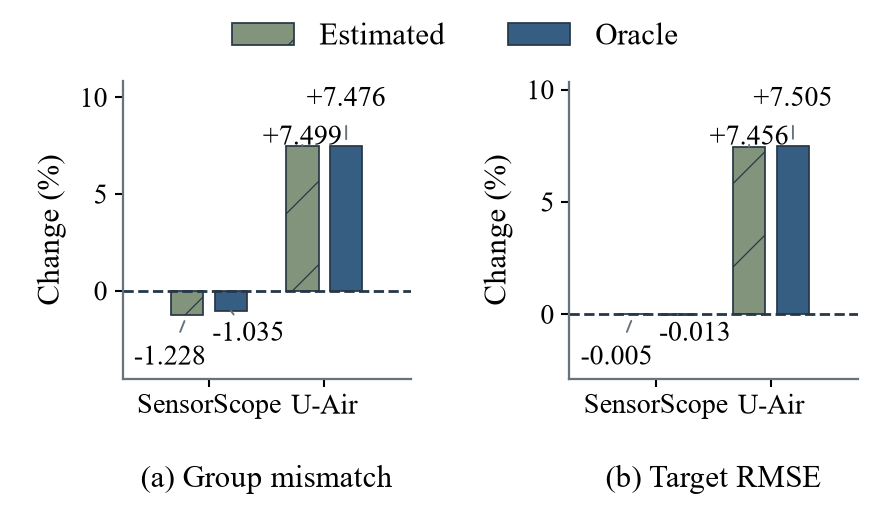 Estimated Oracle
Change (%)
10
5
0
+7.476
+7.499
-1.035
-1.228
SensorScope U-Air
(a) Group mismatch
Change (%)
10
5
0
+7.505
+7.456
-0.013
-0.005
SensorScope U-Air
(b) Target RMSE